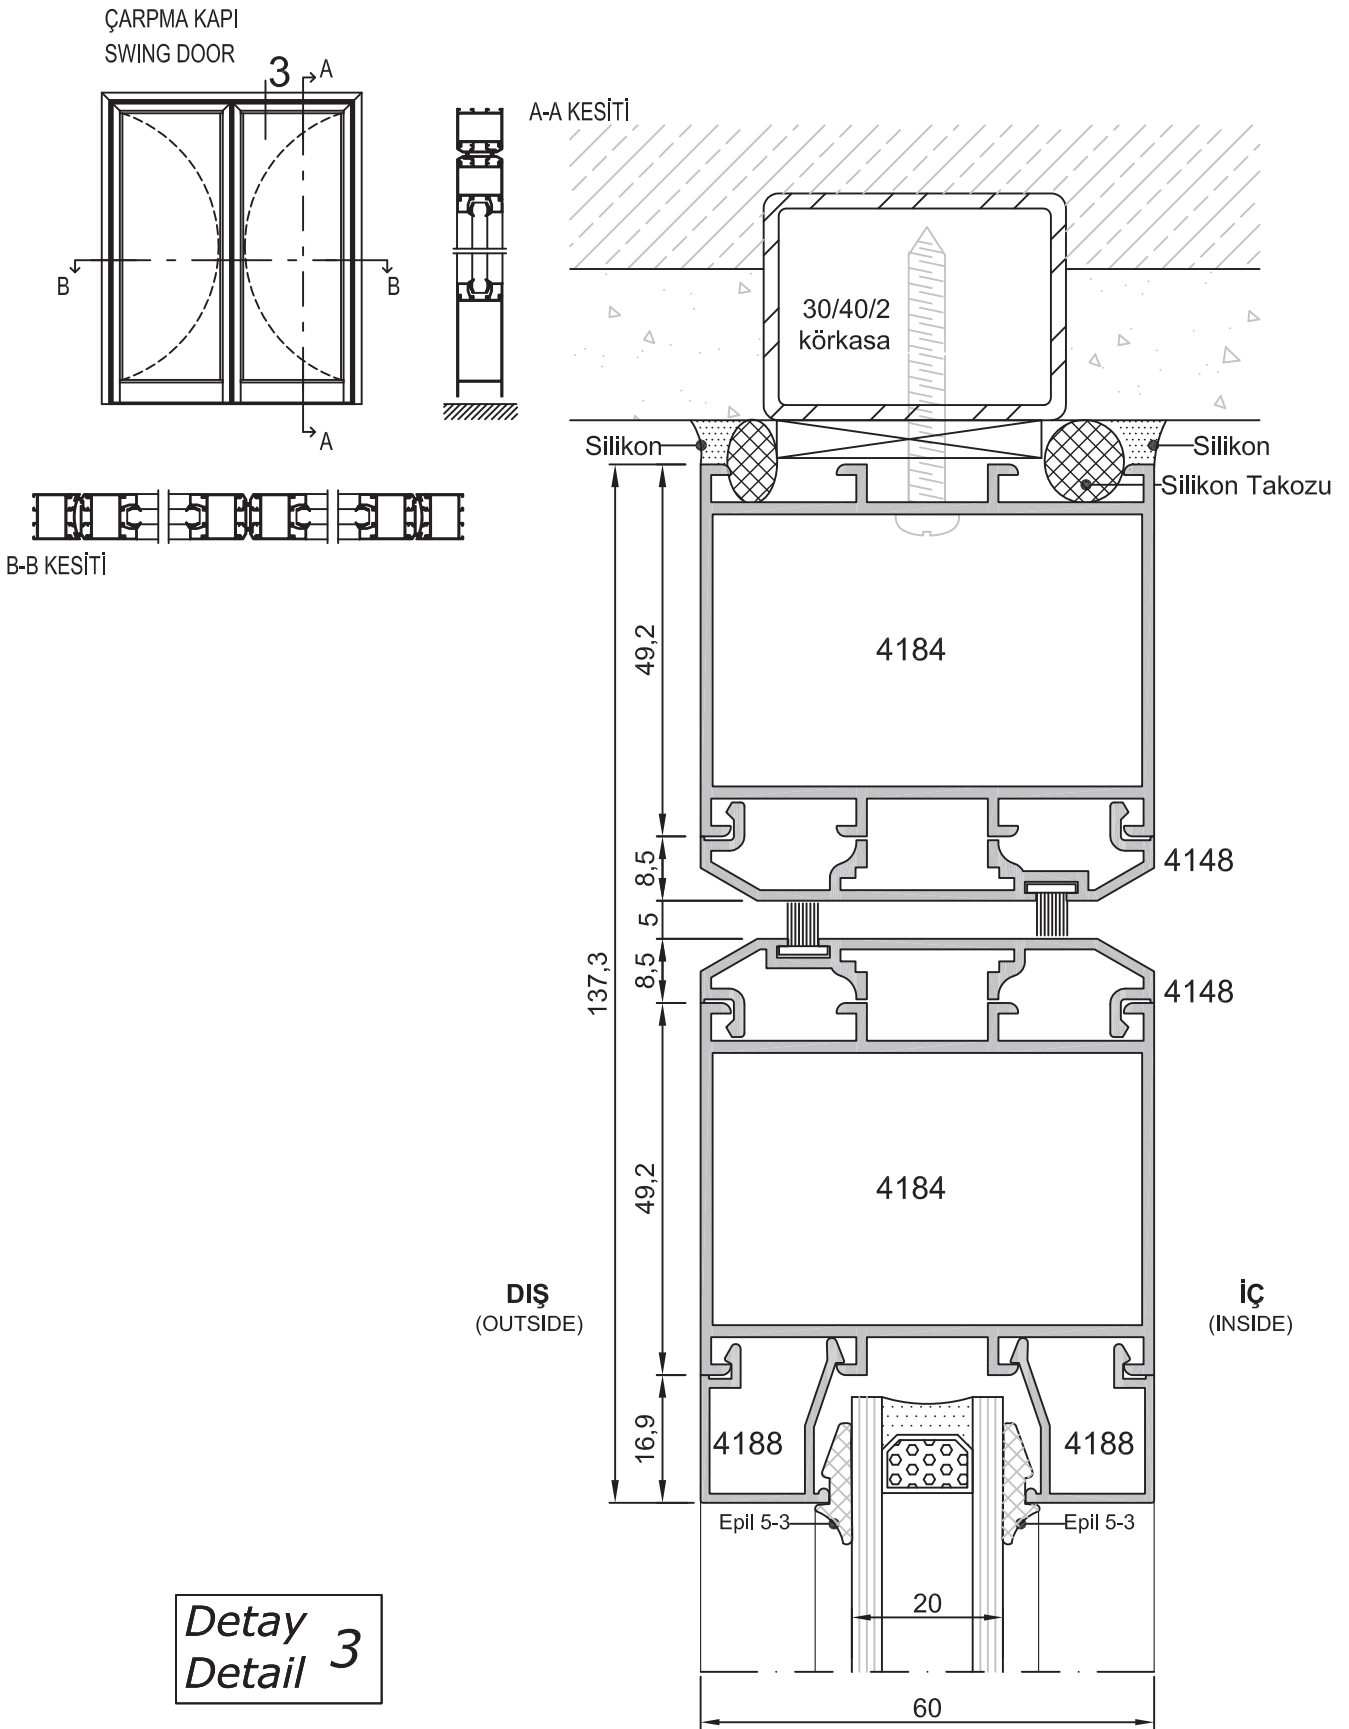 ÇARPMA KAPI
SWING DOOR
3
A
A-A KESİTİ
B
B
A
B-B KESİTİ
30/40/2
körkasa
Silikon
Silikon
Silikon Takozu
49,2
4184
8,5
4148
5
137,3
8,5
4148
49,2
4184
DIŞ
(OUTSIDE)
İÇ
(INSIDE)
16,9
4188
4188
Epil 5-3
Epil 5-3
20
60
Detay
Detail
3